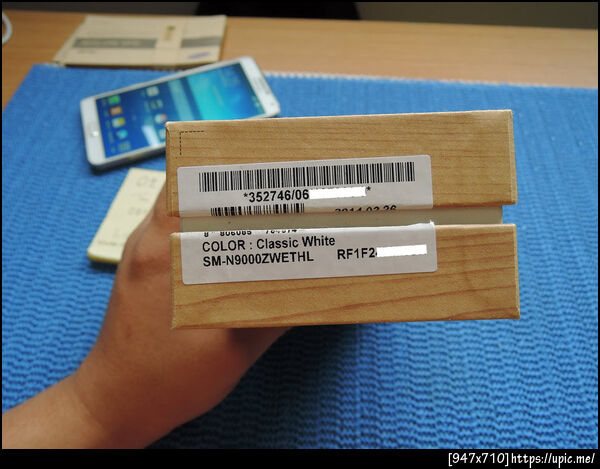 *352746/06 *
2014.03.26
COLOR : Classic White
SM-N9000ZWETHL RF1F2
[947x710]https://upic.me/